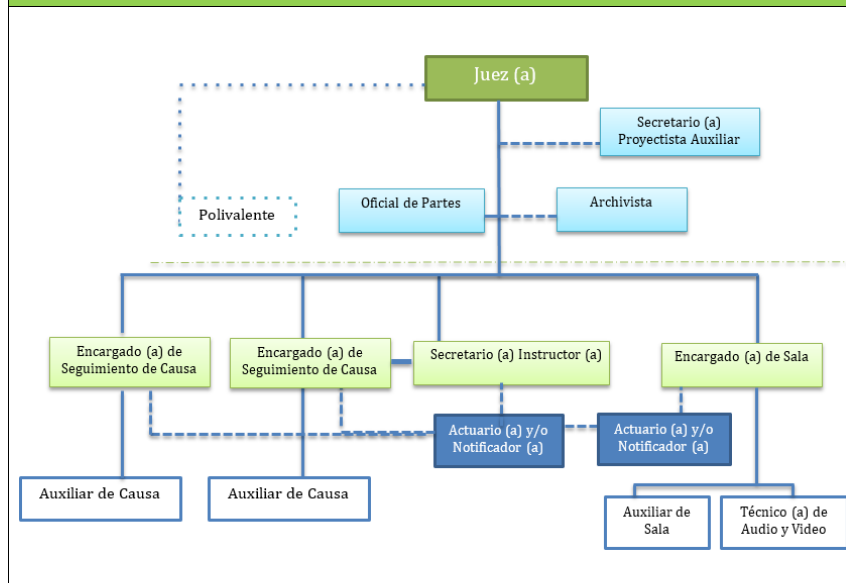 Juez (a)
Secretario (a)
Proyectista Auxiliar
Polivalente
Oficial de Partes
Archivista
Encargado (a) de
Seguimiento de Causa
Encargado (a) de
Seguimiento de Causa
Secretario (a) Instructor (a)
Encargado (a) de Sala
Actuario (a) y/o
Notificador (a)
Actuario (a) y/o
Notificador (a)
Auxiliar de Causa
Auxiliar de Causa
Auxiliar de
Sala
Técnico (a) de
Audio y Video